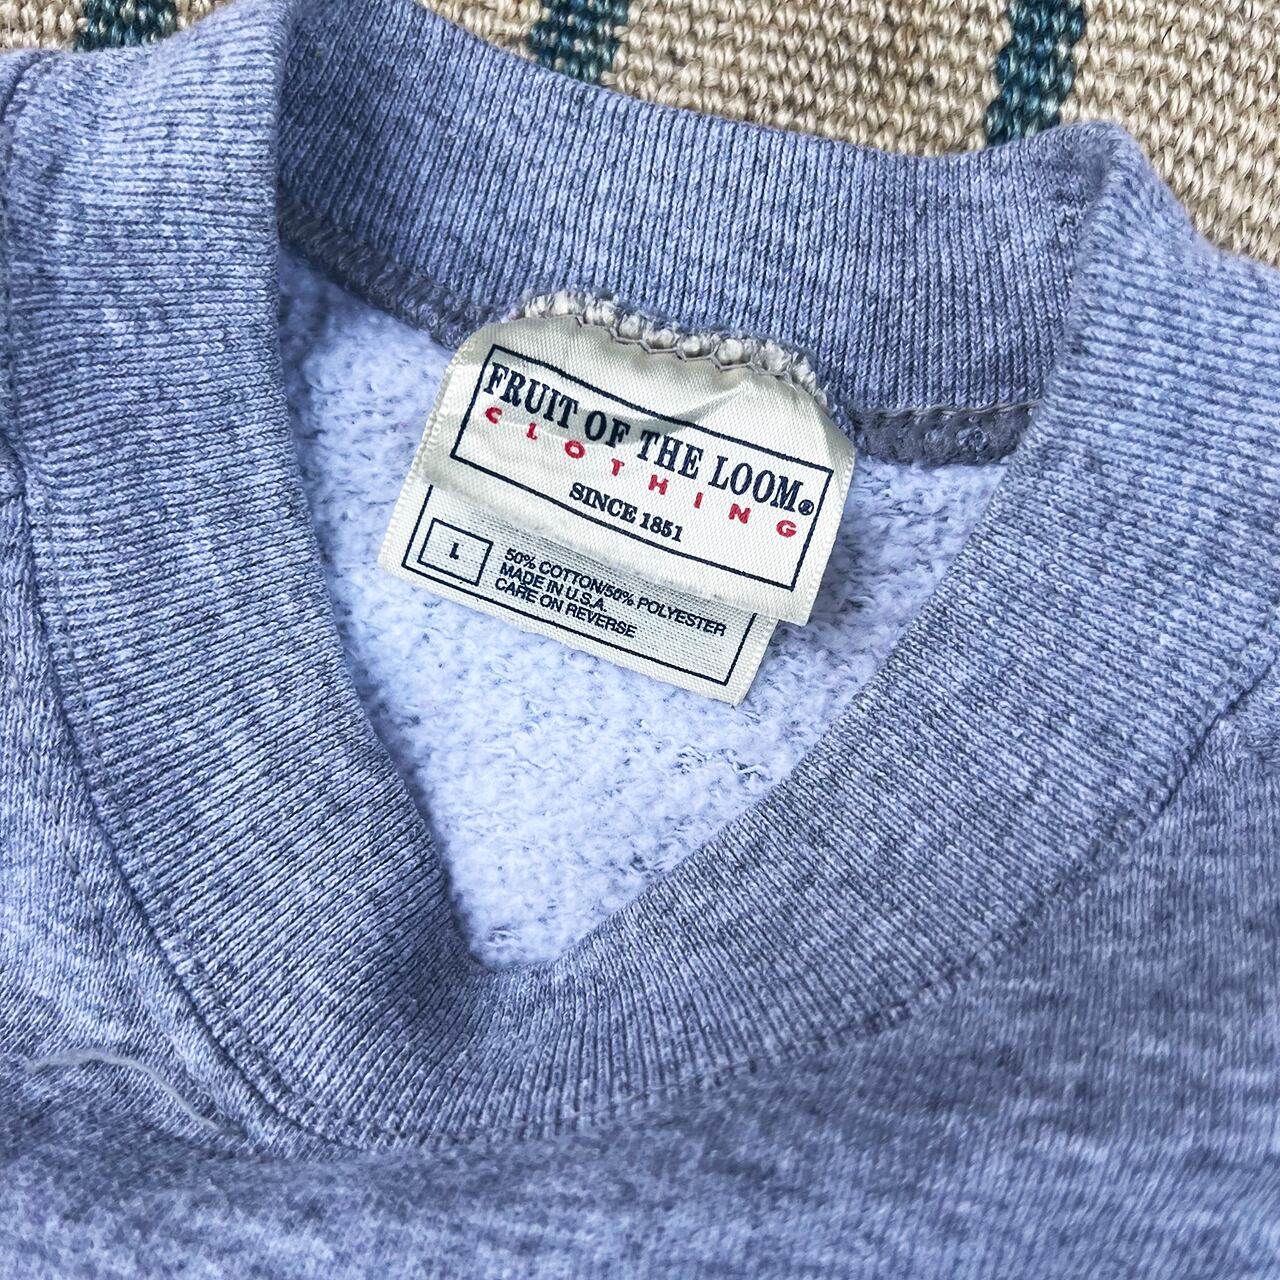 FRUIT OF THE LOOM®
CLOTHING
SINCE 1851
L
50% COTTON/50% POLYESTER
MADE IN U.S.A.
CARE ON REVERSE